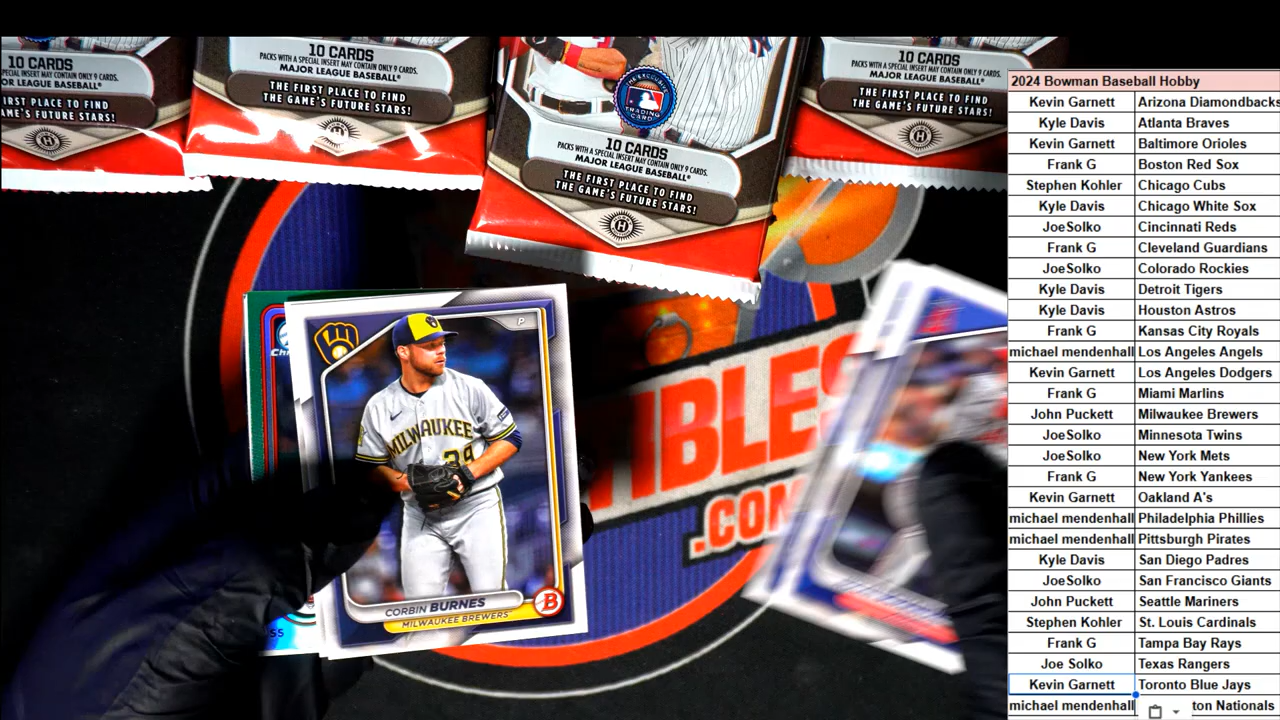 10 CARDS
SPECIAL INSERT MAY CONTAIN ONLY 9 CARDS.
OR LEAGUE BASEBALL®
IRST PLACE TO FIND
GAME'S FUTURE STARS!
H
10 CARDS
PACKS WITH A SPECIAL INSERT MAY CONTAIN ONLY 9 CARDS.
MAJOR LEAGUE BASEBALL®
THE FIRST PLACE TO FIND
THE GAME'S FUTURE STARS!
H
TRADING
CARD
10 CARDS
PACKS WITH A SPECIAL INSERT MAY CONTAIN ONLY 9 CARDS.
MAJOR LEAGUE BASEBALL®
THE FIRST PLACE TO FIND
THE GAME'S FUTURE STARS!
H
10 CARDS
PACKS WITH A SPECIAL INSERT MAY CONTAIN ONLY 9 CARDS.
MAJOR LEAGUE BASEBALL®
THE FIRST PLACE TO FIND
THE GAME'S FUTURE STARS!
H
P
MILWAUKEE
39
CORBIN BURNES
MILWAUKEE BREWERS
B
IBLES
.COM
2024 Bowman Baseball Hobby
Kevin Garnett Arizona Diamondbacks
Kyle Davis Atlanta Braves
Kevin Garnett Baltimore Orioles
Frank G Boston Red Sox
Stephen Kohler Chicago Cubs
Kyle Davis Chicago White Sox
JoeSolko Cincinnati Reds
Frank G Cleveland Guardians
JoeSolko Colorado Rockies
Kyle Davis Detroit Tigers
Kyle Davis Houston Astros
Frank G Kansas City Royals
michael mendenhall Los Angeles Angels
Kevin Garnett Los Angeles Dodgers
Frank G Miami Marlins
John Puckett Milwaukee Brewers
JoeSolko Minnesota Twins
JoeSolko New York Mets
Frank G New York Yankees
Kevin Garnett Oakland A's
michael mendenhall Philadelphia Phillies
michael mendenhall Pittsburgh Pirates
Kyle Davis San Diego Padres
JoeSolko San Francisco Giants
John Puckett Seattle Mariners
Stephen Kohler St. Louis Cardinals
Frank G Tampa Bay Rays
Joe Solko Texas Rangers
Kevin Garnett Toronto Blue Jays
michael mendenhall ton Nationals